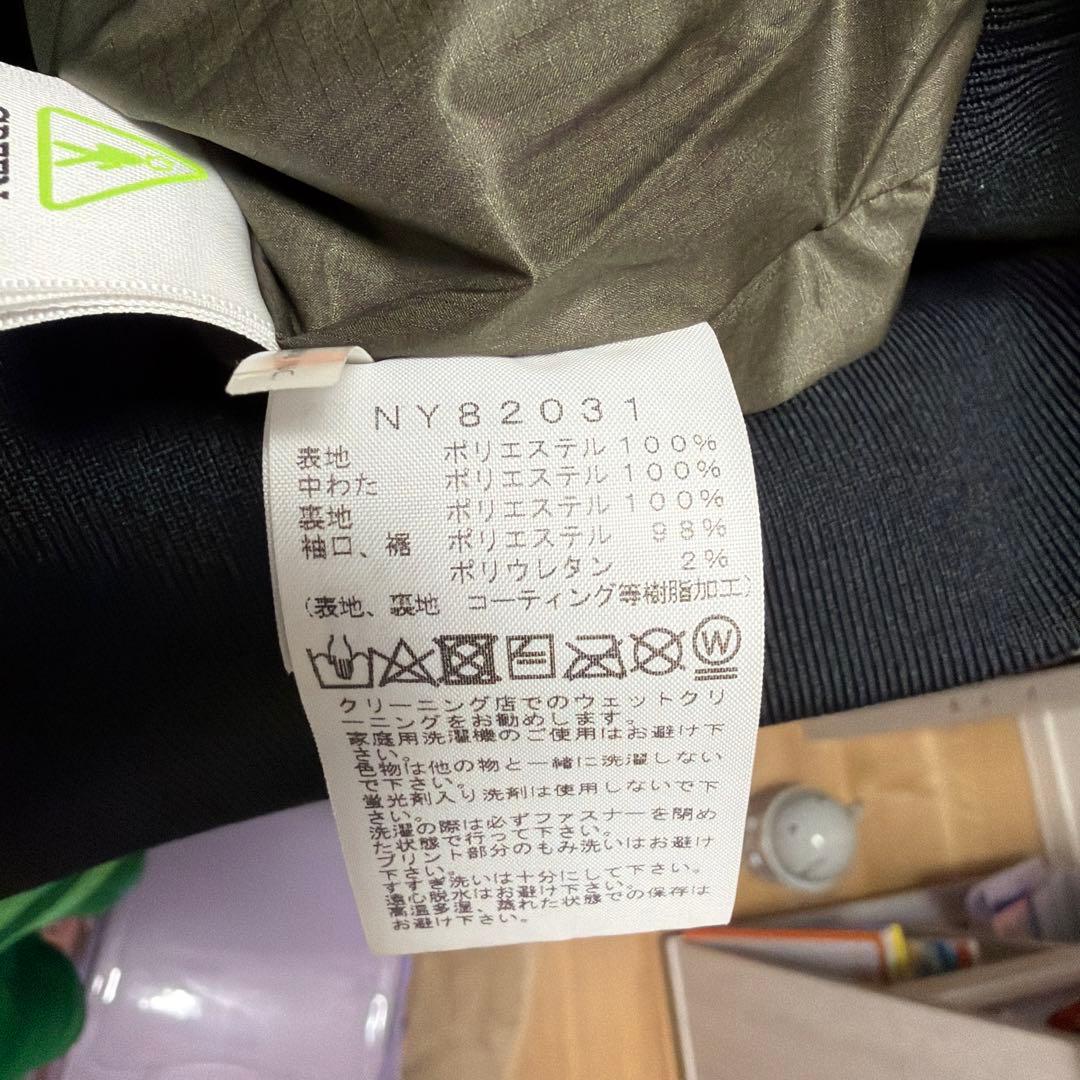 GREEN
NY82031
表地 ポリエステル100%
中わた ポリエステル100%
裏地 ポリエステル100%
袖口、裾 ポリエステル 98%
ポリウレタン 2%
(表地、裏地 コーティング等樹脂加工)
W
クリーニング店でのウェットクリ
ーニングをお勧めします。
家庭用洗濯機のご使用はお避け下
さい。
色物は他の物と一緒に洗濯しない
で下さい。
蛍光剤入り洗剤は使用しないで下
さい。
洗濯の際は必ずファスナーを閉め
た状態で行って下さい。
プリント部分のもみ洗いはお避け
下さい。
すすぎ洗いは十分にして下さい。
遠心脱水はお避け下さい。
高温多湿、蒸れた状態での保存は
お避け下さい。